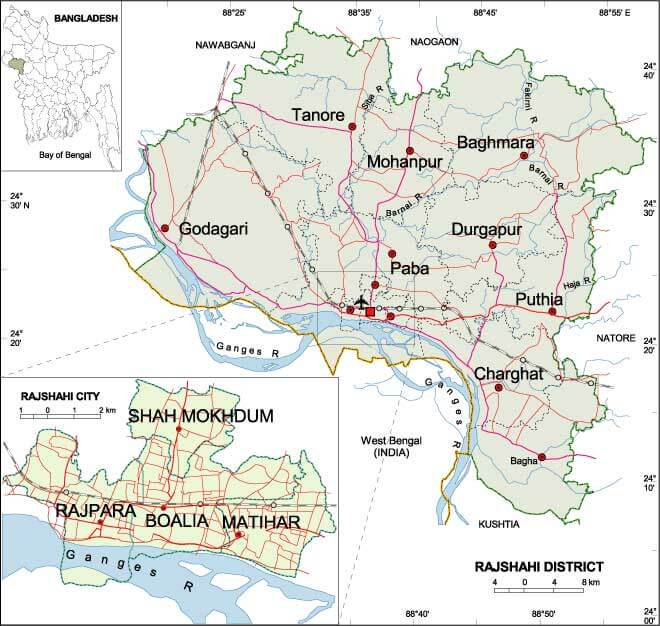 88°25' 88°35' 88°45' 88°55' E
BANGLADESH
Bay of Bengal
NAWABGANJ
NAOGAON
24°
40'
24°
40'
Siba R
Fakirni R
Tanore
Mohanpur
Baghmara
Barnai R
24°
30' N
24°
30'
Barnai R
Godagari
Durgapur
Paba
Haja R
Puthia
24°
20'
NATORE
24°
20'
Ganges R
Charghat
Ganges R
RAJSHAHI CITY
1 0 1 2 km
SHAH MOKHDUM
West Bengal
(INDIA)
Bagha
24°
10'
RAJPARA
BOALIA
MATIHAR
KUSHTIA
Ganges R
RAJSHAHI DISTRICT
4 0 4 8 km
24°
00'
88°40' 88°50'